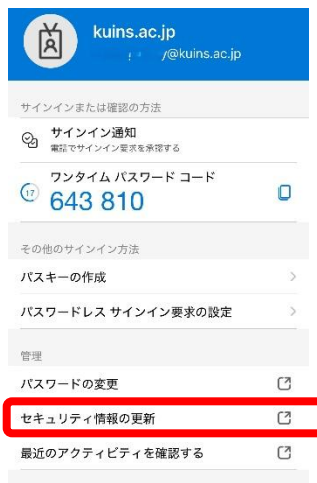 kuins.ac.jp
@kuins.ac.jp
サインインまたは確認の方法
サインイン通知
電話でサインイン要求を承認する
ワンタイム パスワード コード
17
643 810
その他のサインイン方法
パスキーの作成
パスワードレス サインイン要求の設定
管理
パスワードの変更
セキュリティ情報の更新
最近のアクティビティを確認する